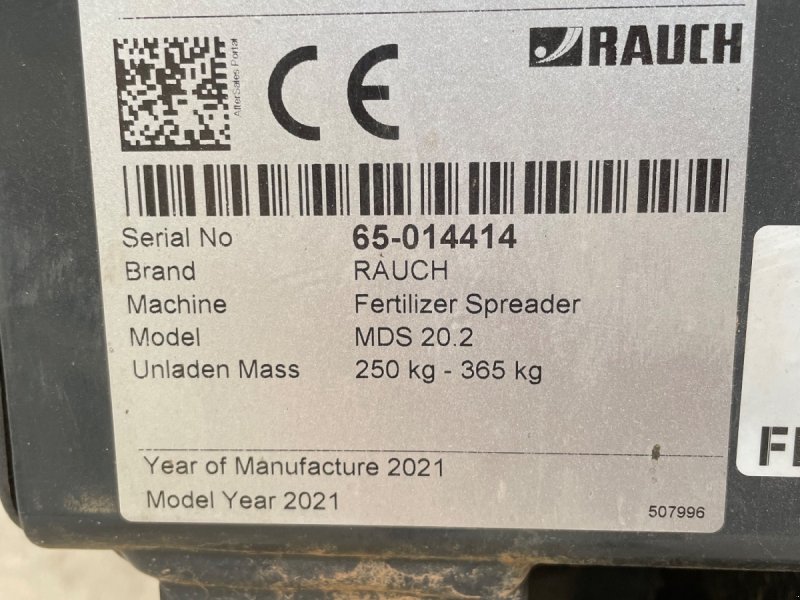 RAUCH
AfterSales Portal
CE
Serial No 65-014414
Brand RAUCH
Machine Fertilizer Spreader
Model MDS 20.2
Unladen Mass 250 kg - 365 kg
Year of Manufacture 2021
Model Year 2021
507996